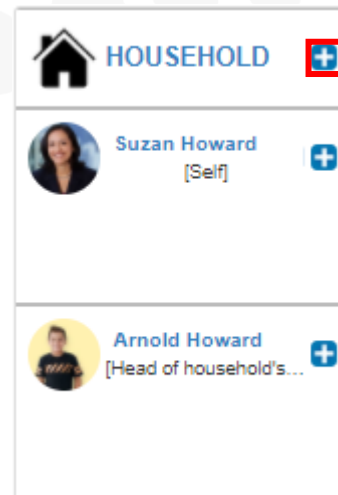 HOUSEHOLD
Suzan Howard
[Self]
Arnold Howard
[Head of household's...